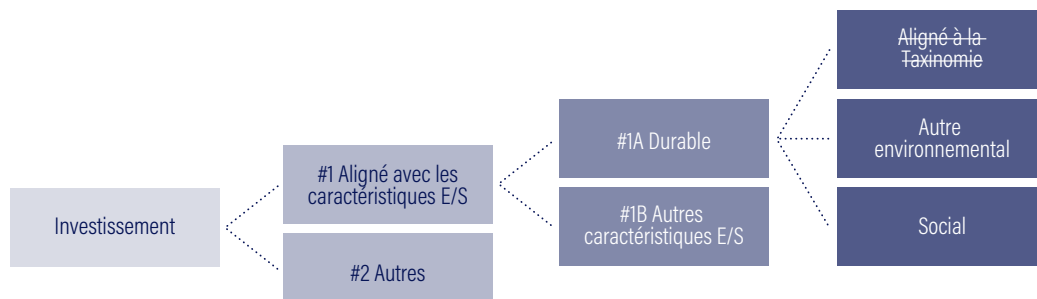 Investissement
#1 Aligné avec les
caractéristiques E/S
#2 Autres
#1A Durable
#1B Autres
caractéristiques E/S
Aligné à la
Taxinomie
Autre
environnemental
Social